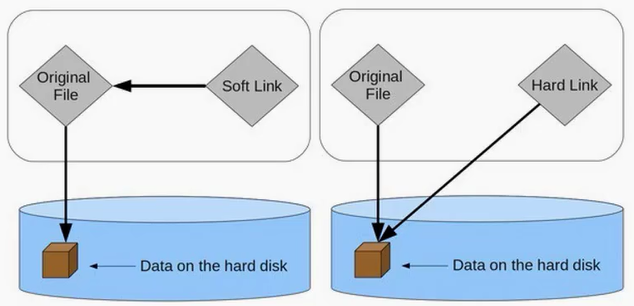 Original
File
Soft Link
Data on the hard disk
Original
File
Hard Link
Data on the hard disk